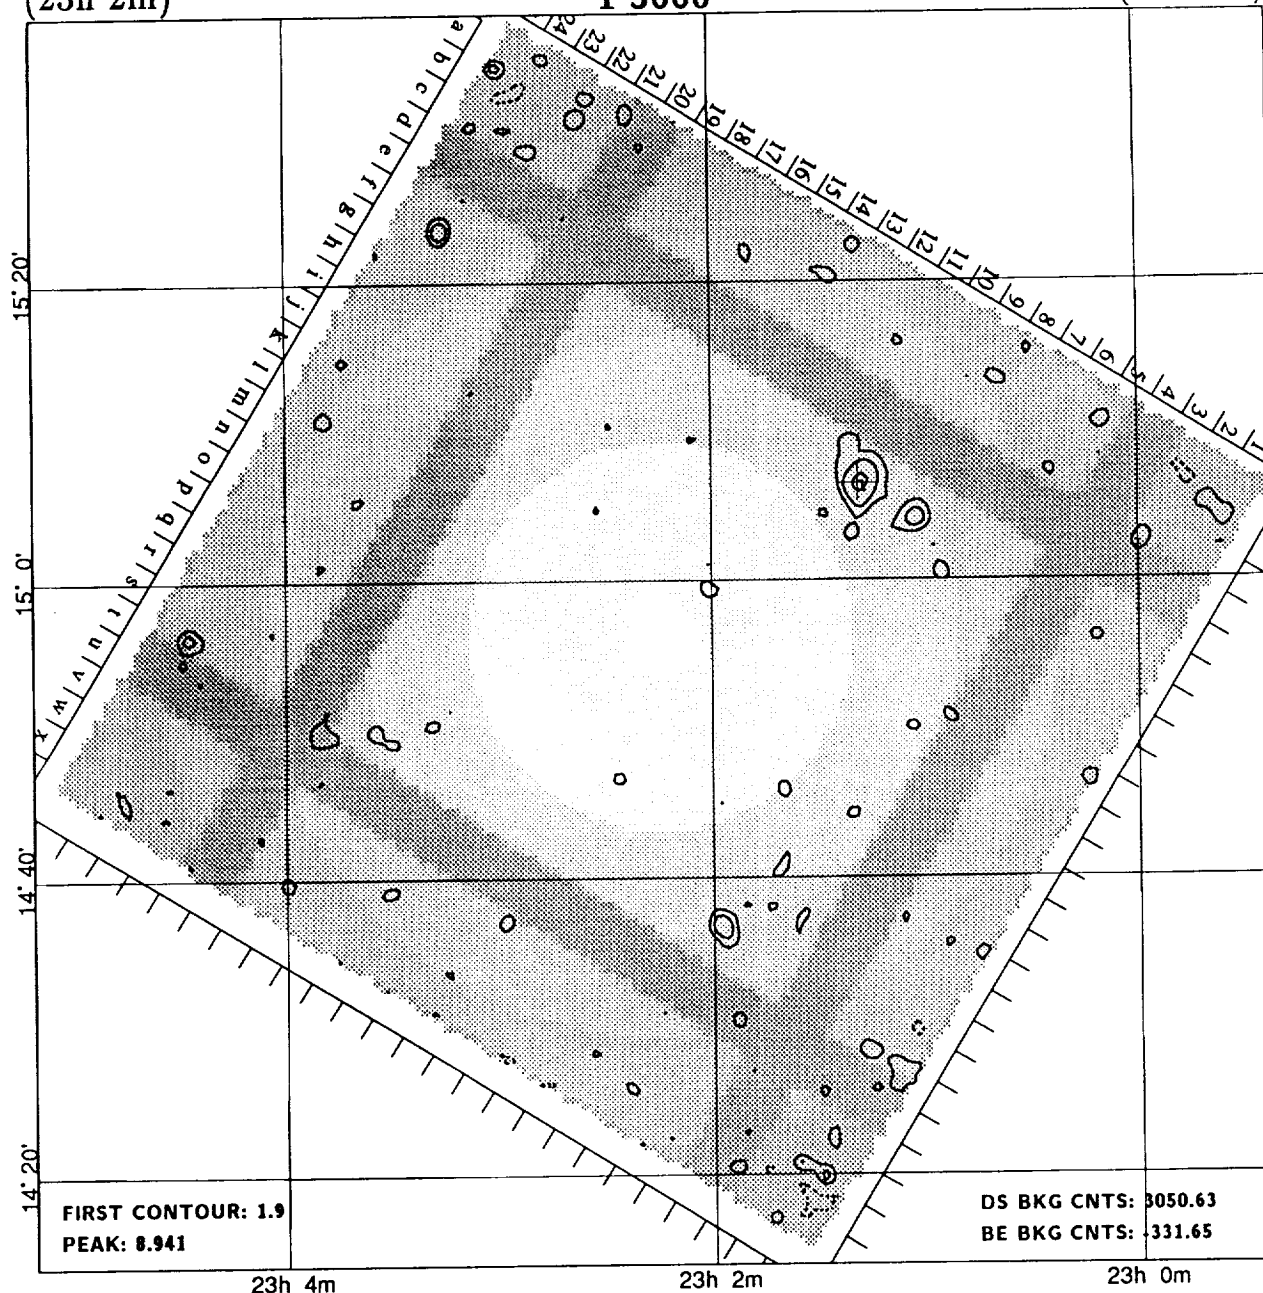 (23h 2m)
24 23 22 21 20 19 18 17 16 15 14 13 12 11 10 9 8 7 6 5 4 3 2 1
a b c d e f g h i j k l m n o p q r s t u v w x
15° 20'
15° 0'
14° 40'
14° 20'
FIRST CONTOUR: 1.9
PEAK: 8.941
DS BKG CNTS: 3050.63
BE BKG CNTS: -331.65
23h 4m
23h 2m
23h 0m